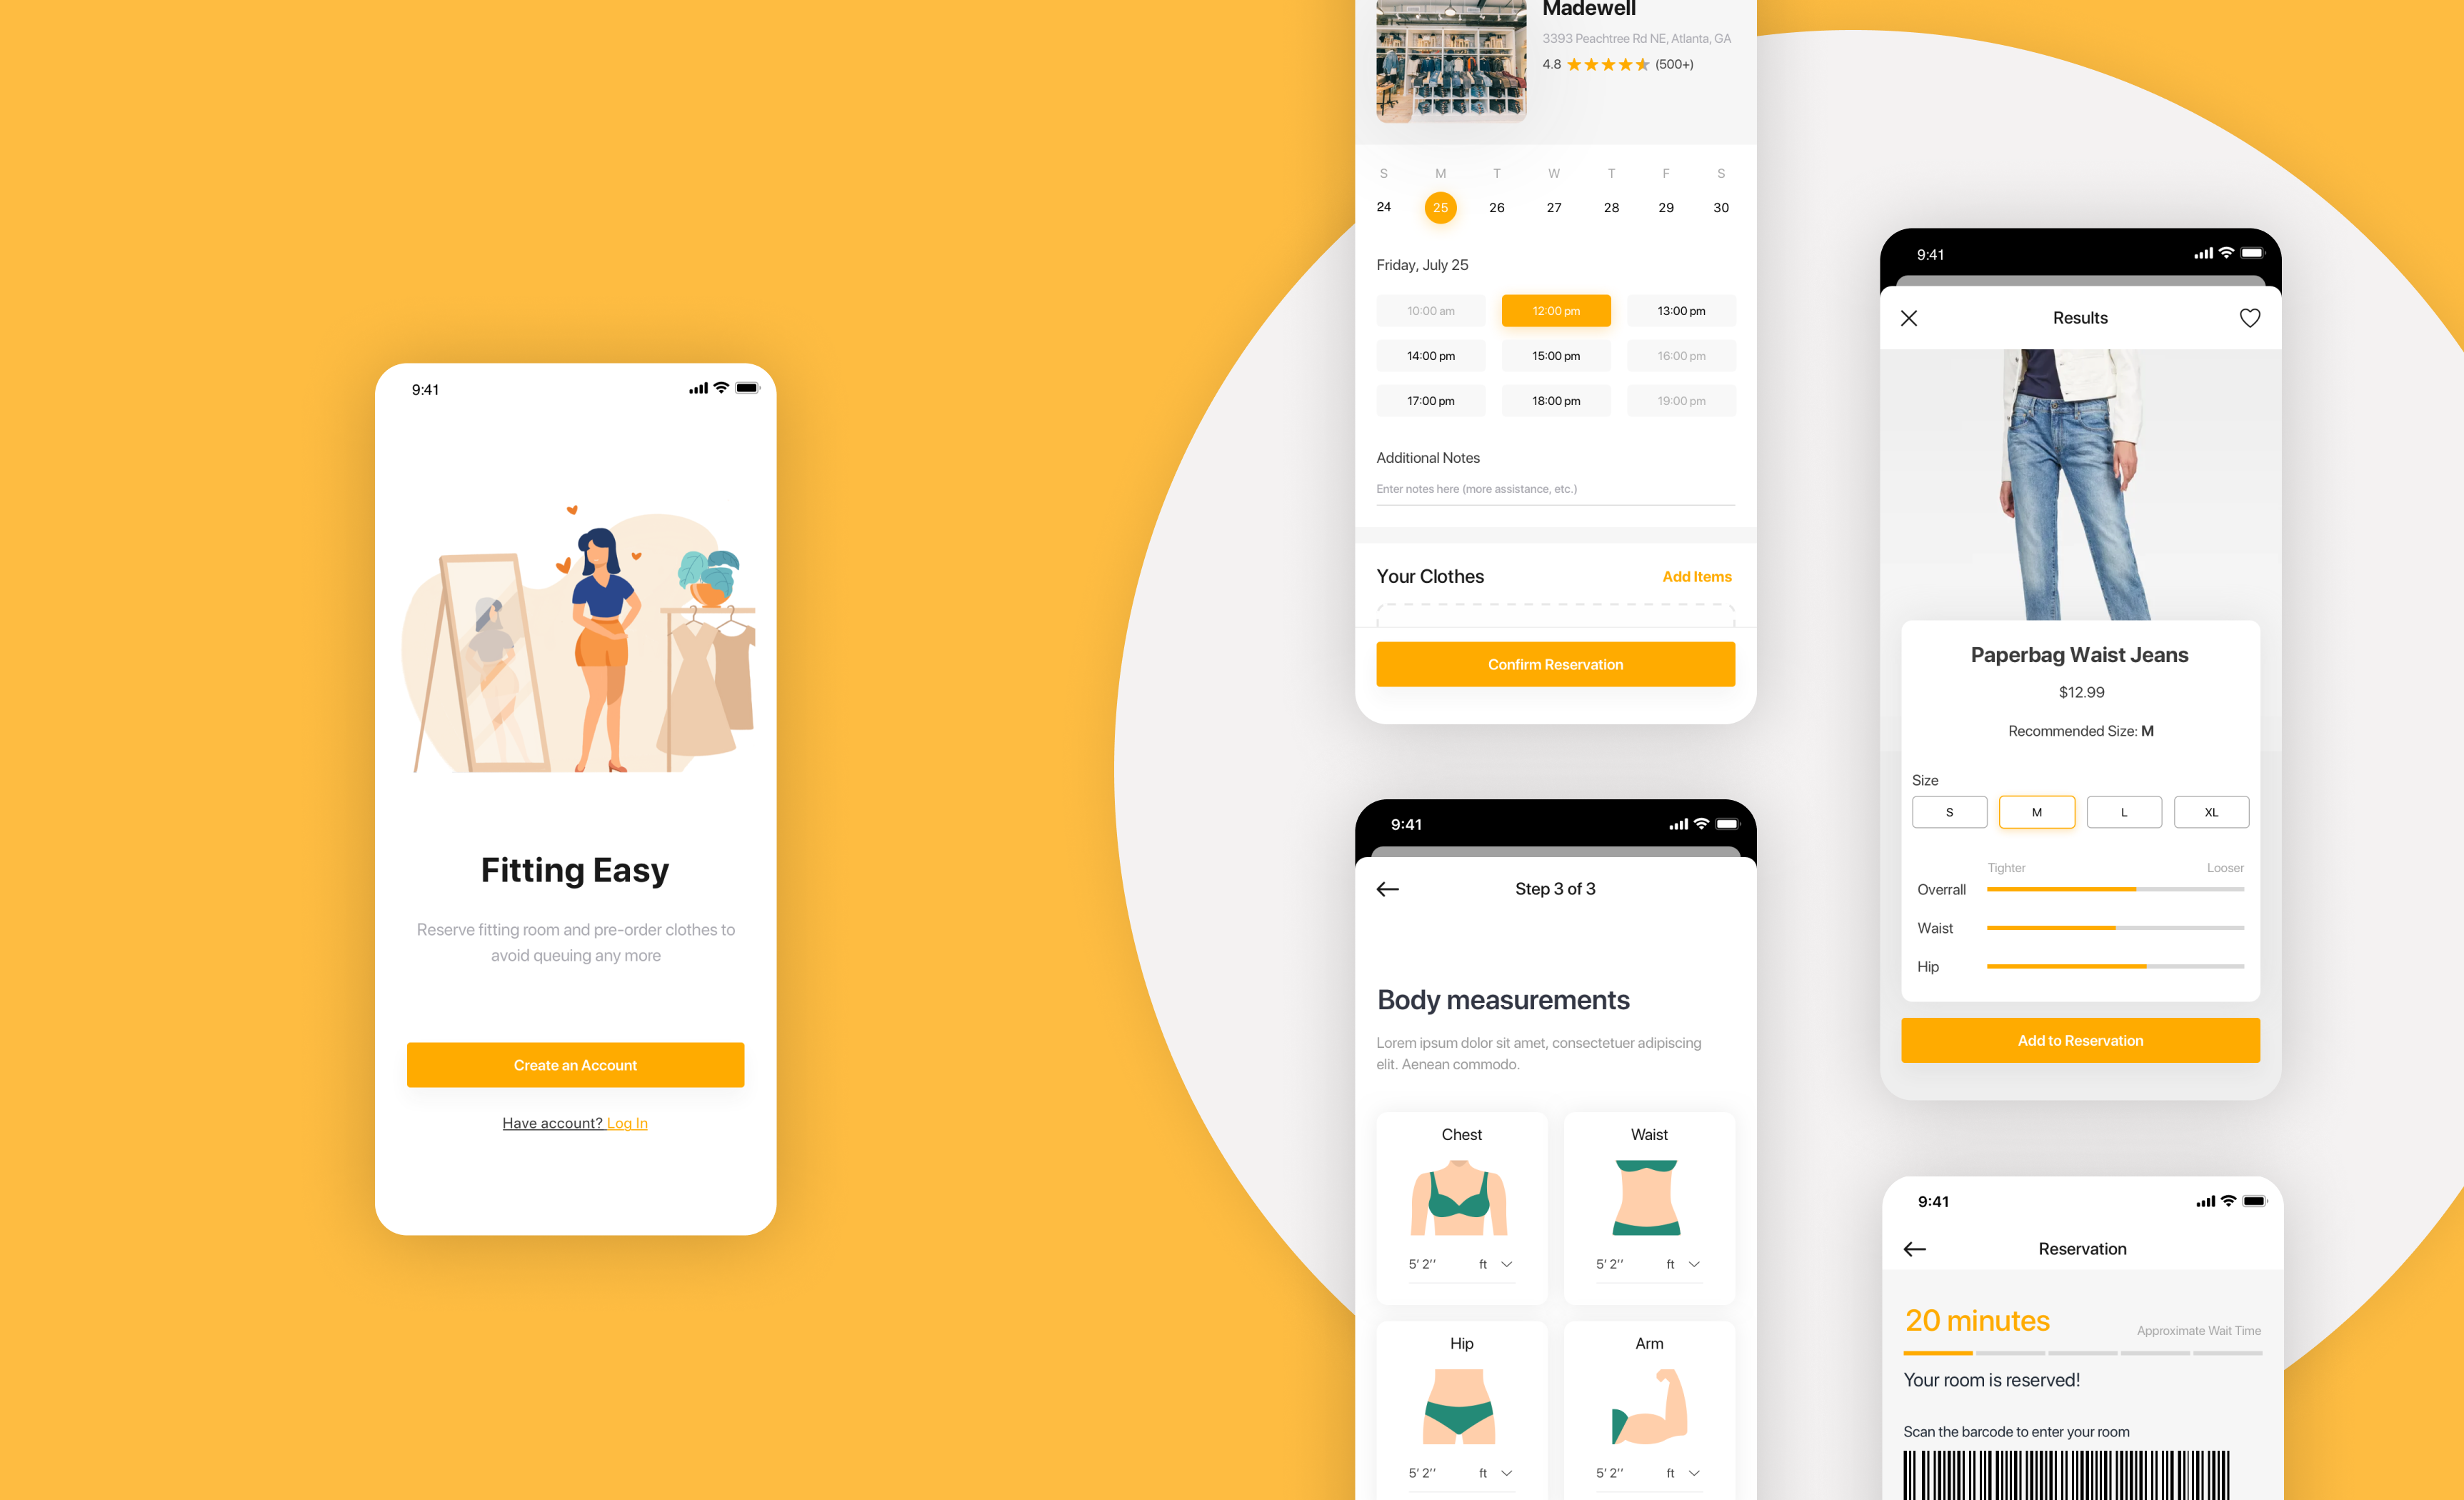 9:41
Fitting Easy
Reserve fitting room and pre-order clothes to
avoid queuing any more
Create an Account
Have account? Log In
Madewell
3393 Peachtree Rd NE, Atlanta, GA
4.8 (500+)
S M T W T F S
24 25 26 27 28 29 30
Friday, July 25
10:00 am 12:00 pm 13:00 pm
14:00 pm 15:00 pm 16:00 pm
17:00 pm 18:00 pm 19:00 pm
Additional Notes
Enter notes here (more assistance, etc.)
Your Clothes Add Items
Confirm Reservation
9:41
Step 3 of 3
Body measurements
Lorem ipsum dolor sit amet, consectetuer adipiscing
elit. Aenean commodo.
Chest Waist
5' 2'' ft 5' 2'' ft
Hip Arm
5' 2'' ft 5' 2'' ft
9:41
Results
Paperbag Waist Jeans
$12.99
Recommended Size: M
Size
S M L XL
Tighter Looser
Overrall
Waist
Hip
Add to Reservation
9:41
Reservation
20 minutes Approximate Wait Time
Your room is reserved!
Scan the barcode to enter your room